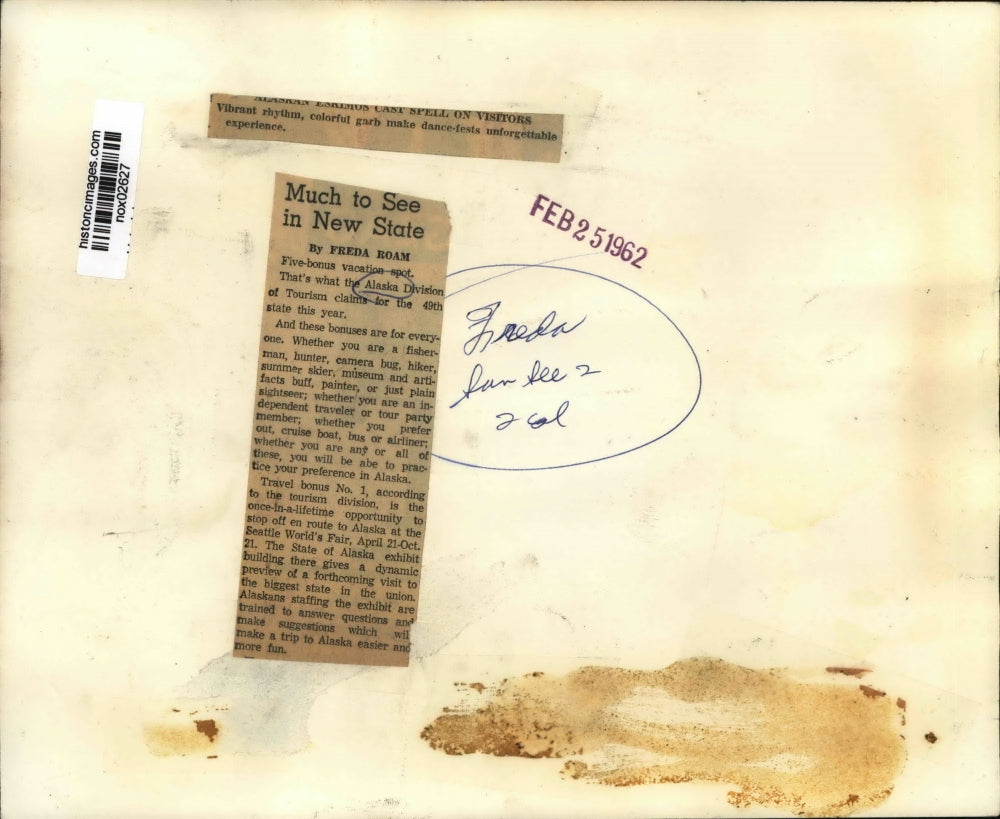 ALASKAN ESKIMOS CAST SPELL ON VISITORS
Vibrant rhythm, colorful garb make dance-fests unforgettable
experience.
historicimages.com
nox02627
Much to See
in New State
By FREDA ROAM
Five-bonus vacation spot.
That's what the Alaska Division
of Tourism claims for the 49th
state this year.
And these bonuses are for every-
one. Whether you are a fisher-
man, hunter, camera bug, hiker,
summer skier, museum and arti-
facts buff, painter, or just plain
sightseer; whether you are an in-
dependent traveler or tour party
member; whether you prefer
out, cruise boat, bus or airliner;
whether you are any or all of
these, you will be abe to prac-
tice your preference in Alaska.
Travel bonus No. 1, according
to the tourism division, is the
once-in-a-lifetime opportunity to
stop off en route to Alaska at the
Seattle World's Fair, April 21-Oct.
21. The State of Alaska exhibit
building there gives a dynamic
preview of a forthcoming visit to
the biggest state in the union.
Alaskans staffing the exhibit are
trained to answer questions and
make suggestions which wil
make a trip to Alaska easier and
more fun.
FEB 25 1962
Freda
2
2 col